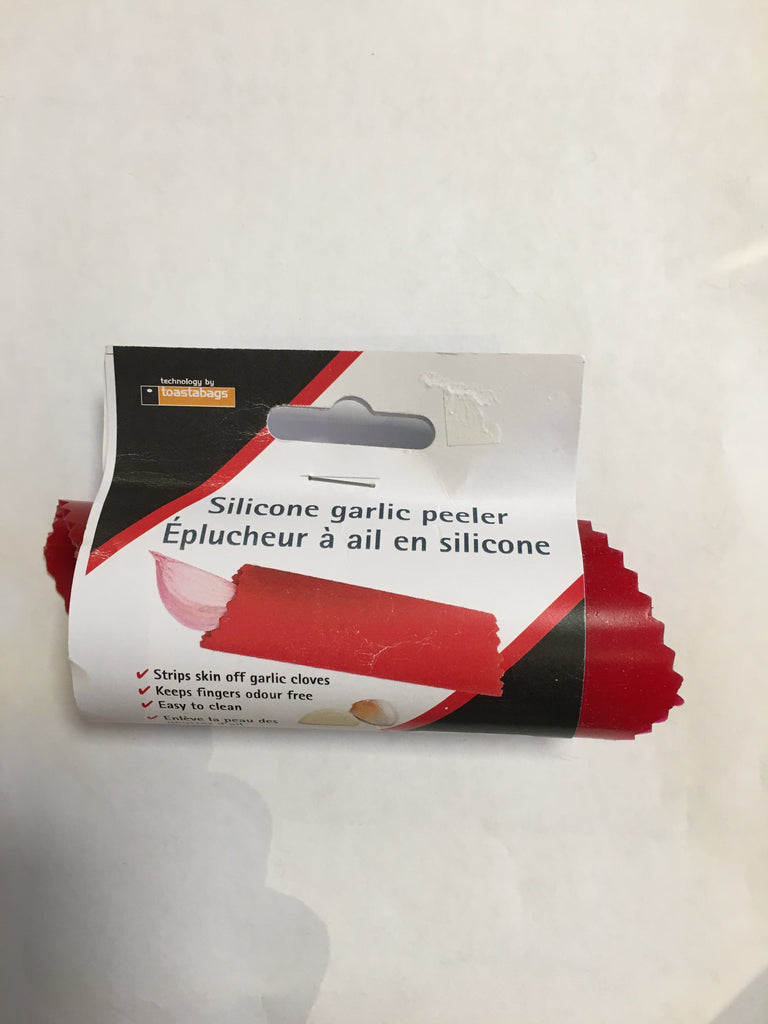 technology by
toastabags
Silicone garlic peeler
Éplucheur à ail en silicone
✓ Strips skin off garlic cloves
✓ Keeps fingers odour free
✓ Easy to clean
✓ Enlève la peau des